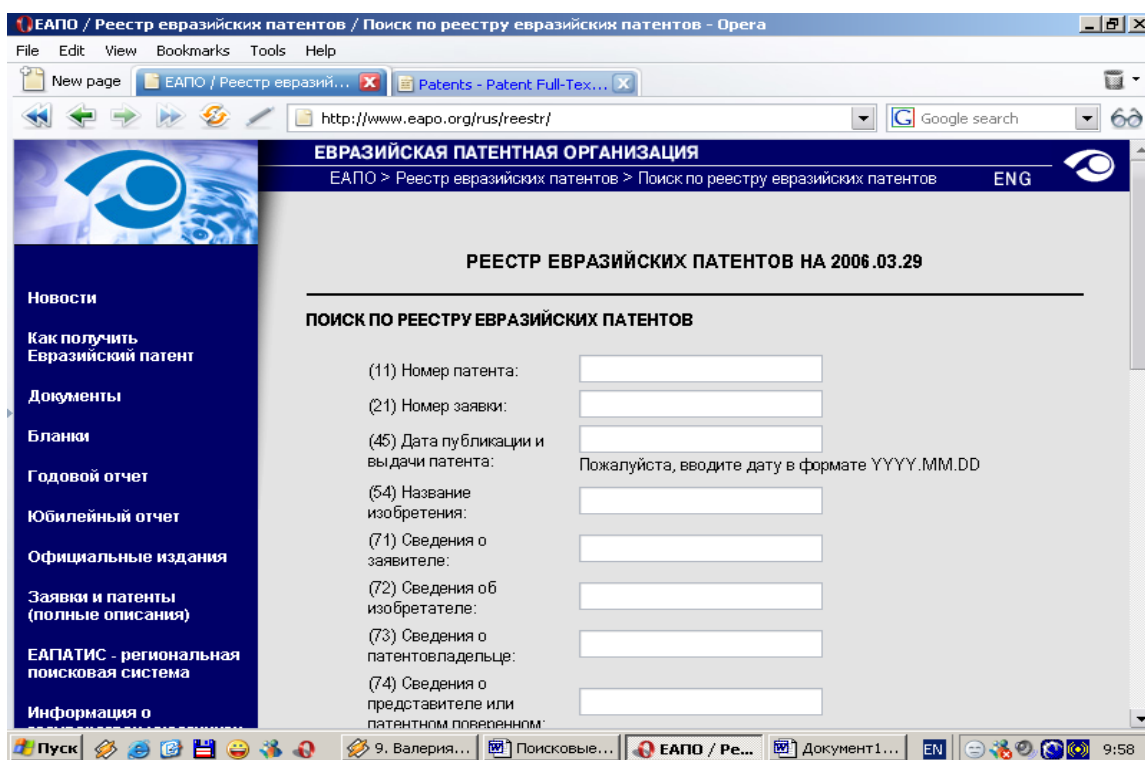 ЕАПО / Реестр евразийских патентов / Поиск по реестру евразийских патентов - Opera
File Edit View Bookmarks Tools Help
New page ЕАПО / Реестр евразий... Patents - Patent Full-Tex...
http://www.eapo.org/rus/reestr/ Google search
ЕВРАЗИЙСКАЯ ПАТЕНТНАЯ ОРГАНИЗАЦИЯ
ЕАПО > Реестр евразийских патентов > Поиск по реестру евразийских патентов ENG
Новости
Как получить
Евразийский патент
Документы
Бланки
Годовой отчет
Юбилейный отчет
Официальные издания
Заявки и патенты
(полные описания)
ЕАПАТИС - региональная
поисковая система
Информация о
РЕЕСТР ЕВРАЗИЙСКИХ ПАТЕНТОВ НА 2006.03.29
ПОИСК ПО РЕЕСТРУ ЕВРАЗИЙСКИХ ПАТЕНТОВ
(11) Номер патента:
(21) Номер заявки:
(45) Дата публикации и
выдачи патента:
Пожалуйста, вводите дату в формате YYYY.MM.DD
(54) Название
изобретения:
(71) Сведения о
заявителе:
(72) Сведения об
изобретателе:
(73) Сведения о
патентовладельце:
(74) Сведения о
представителе или
патентном поверенном:
Пуск 9. Валерия... Поисковые... ЕАПО / Ре... Документ1... EN 9:58